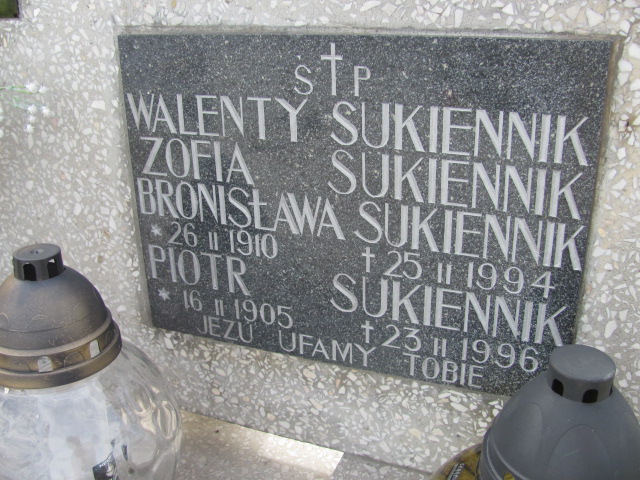 S†P
WALENTY SUKIENNIK
ZOFIA SUKIENNIK
BRONISŁAWA SUKIENNIK
* 26 II 1910 † 25 II 1994
PIOTR SUKIENNIK
* 16 II 1905 † 23 II 1996
JEZU UFAMY TOBIE